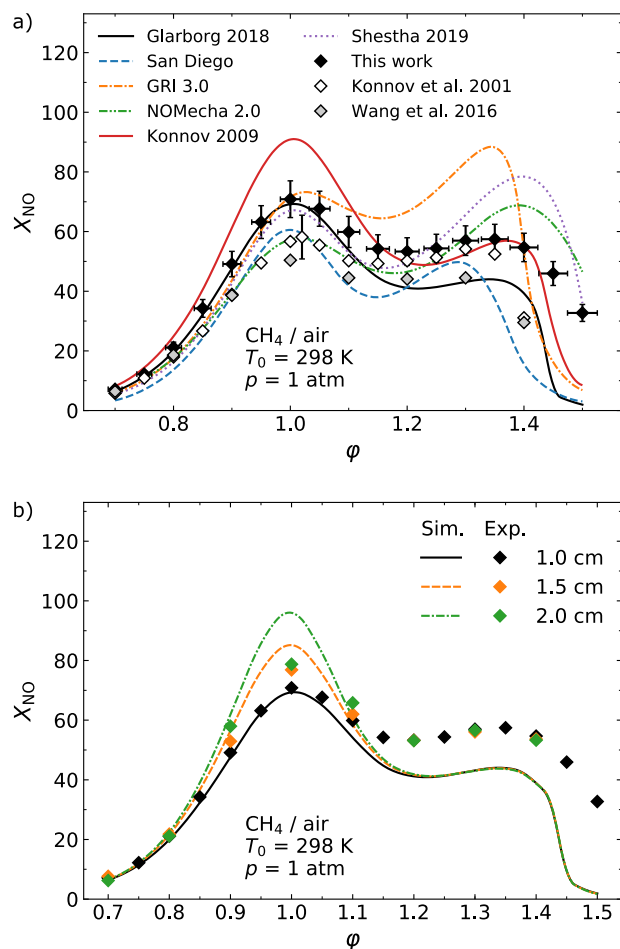 a)
Glarborg 2018
San Diego
GRI 3.0
NOMecha 2.0
Konnov 2009
Shestha 2019
This work
Konnov et al. 2001
Wang et al. 2016
120
100
80
60
40
20
0
X_NO
CH₄ / air
T₀ = 298 K
p = 1 atm
0.8 1.0 1.2 1.4
φ
b)
Sim. Exp.
1.0 cm
1.5 cm
2.0 cm
120
100
80
60
40
20
0
X_NO
CH₄ / air
T₀ = 298 K
p = 1 atm
0.7 0.8 0.9 1.0 1.1 1.2 1.3 1.4 1.5
φ